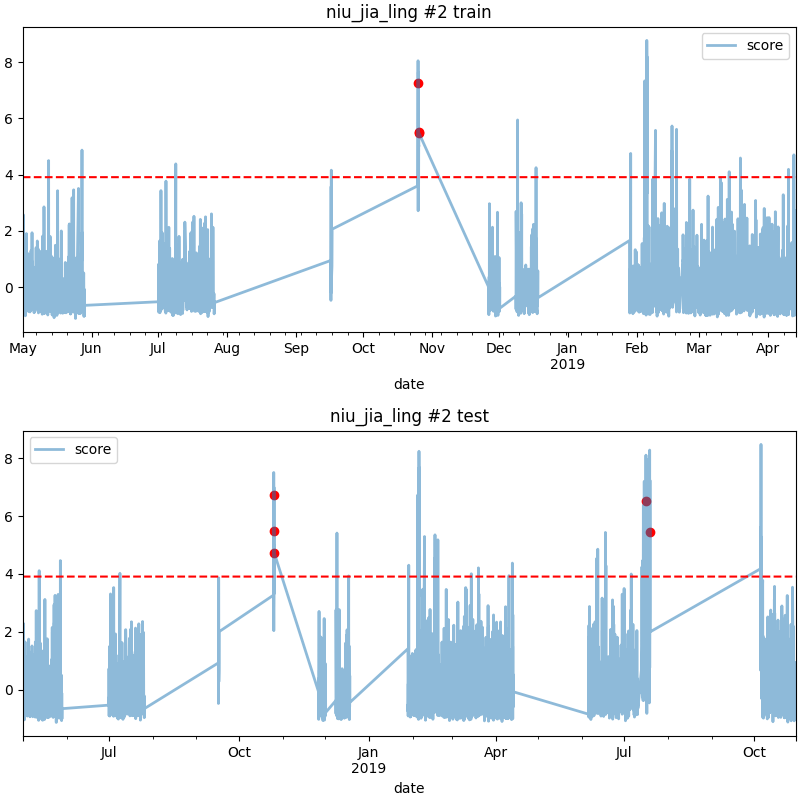 niu_jia_ling #2 train
score
8
6
4
2
0
May Jun Jul Aug Sep Oct Nov Dec Jan Feb Mar Apr
2019
date
niu_jia_ling #2 test
score
8
6
4
2
0
Jul Oct Jan Apr Jul Oct
2019
date